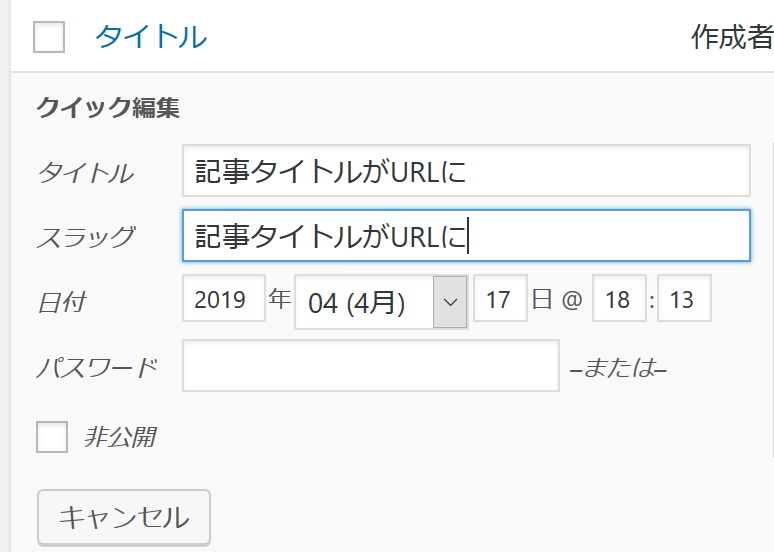 タイトル 作成者
クイック編集
タイトル 記事タイトルがURLに
スラッグ 記事タイトルがURLに
日付 2019 年 04 (4月) 17 日 @ 18 : 13
パスワード –または–
非公開
キャンセル